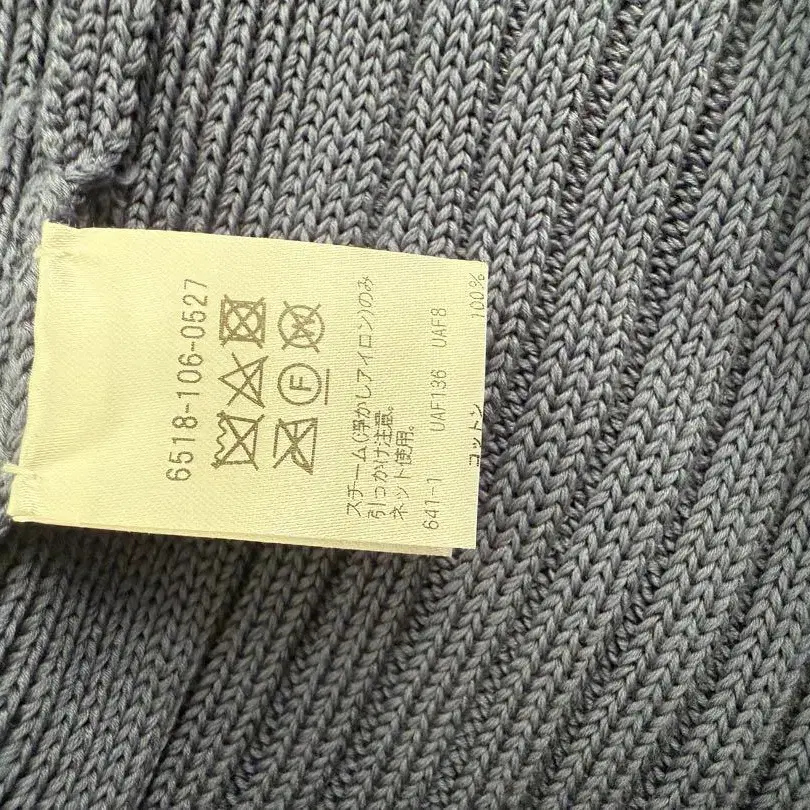 6518-106-0527
F
W
スチーム(浮かしアイロン)のみ
引っかけ注意。
ネット使用。
641-1 UAF136 UAF8
コットン 100%